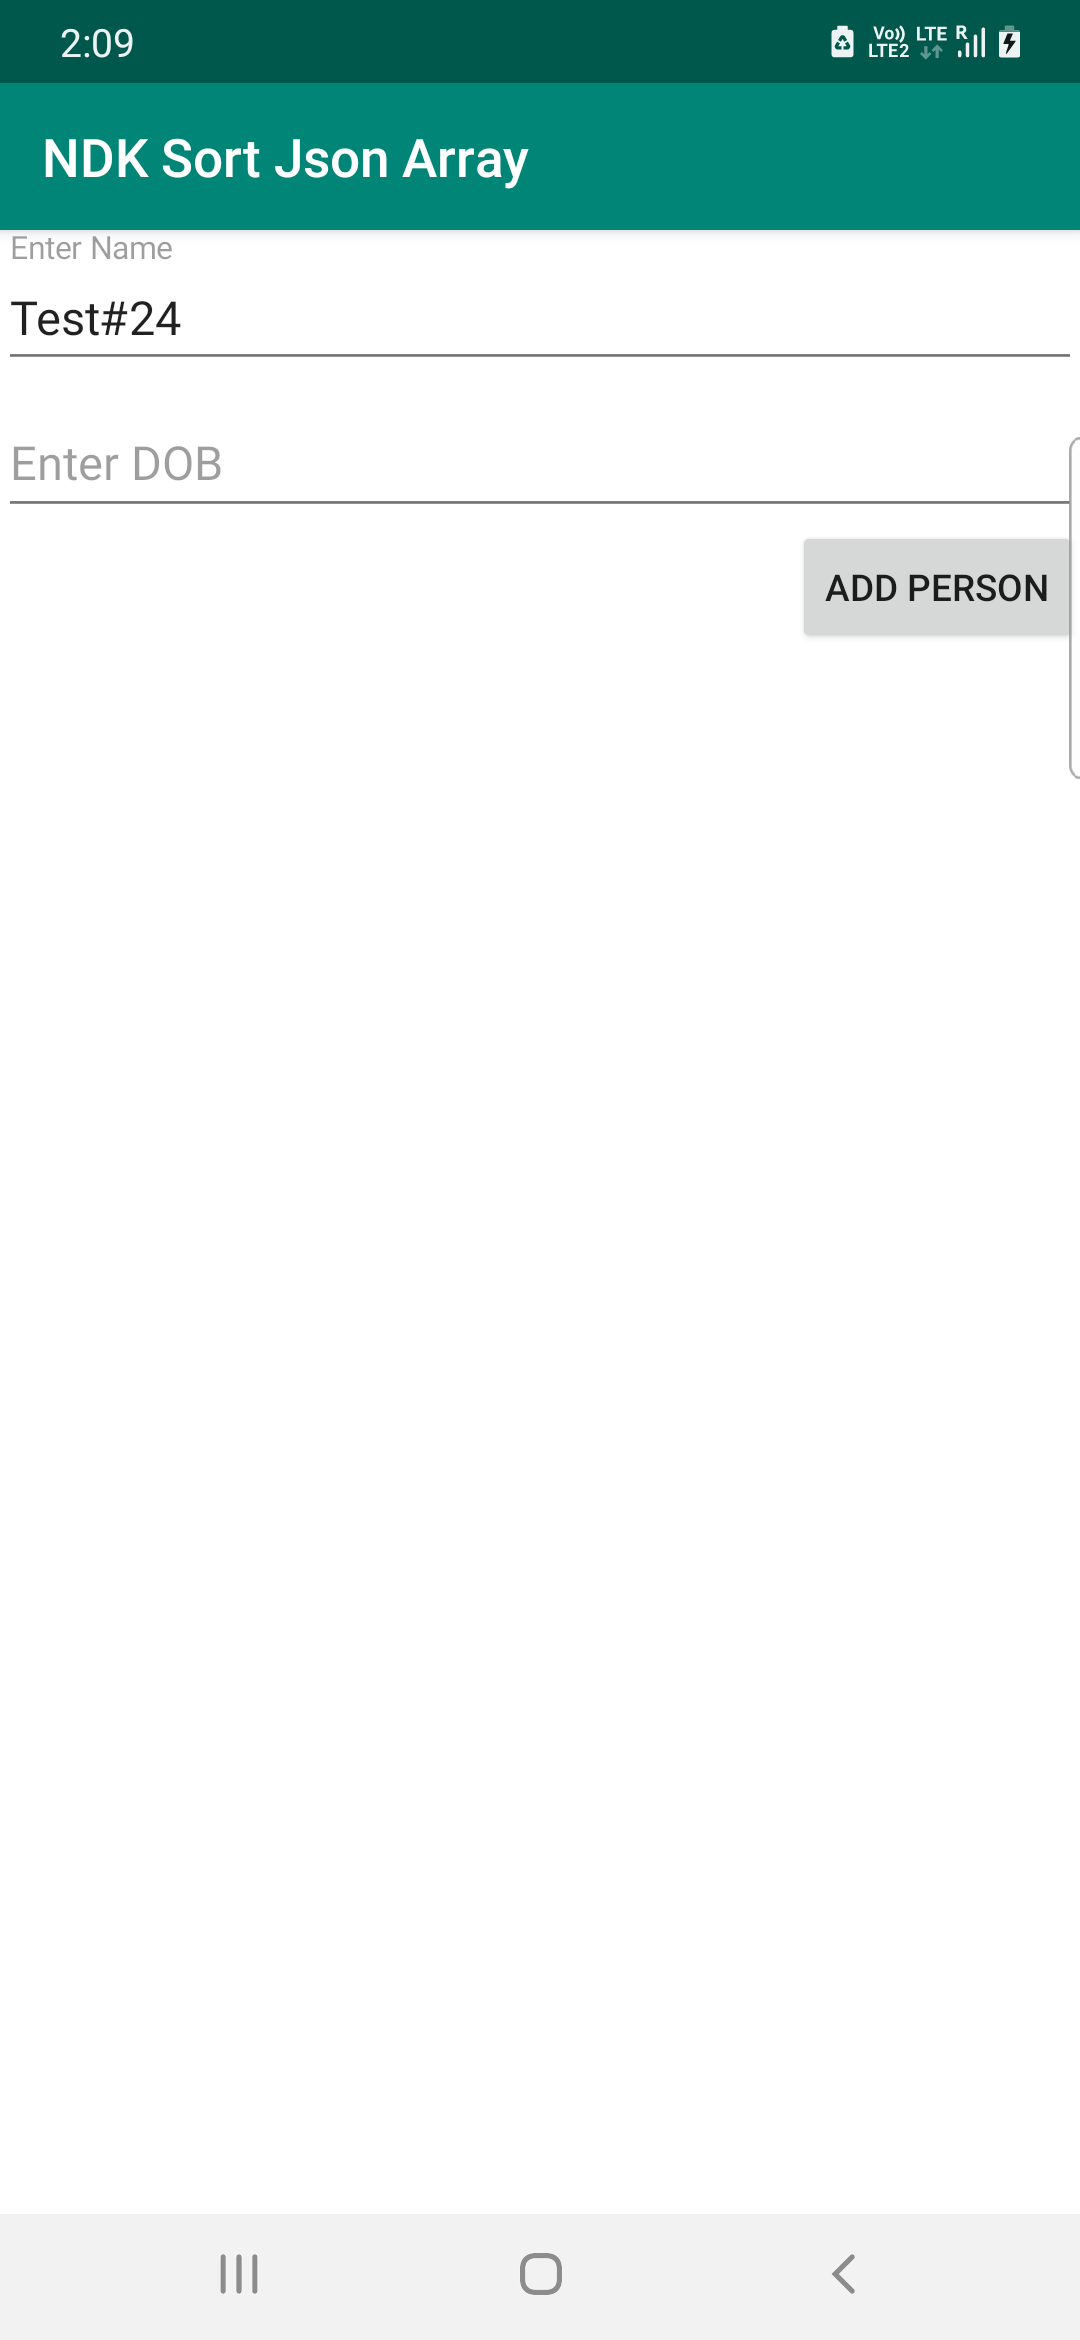 2:09
Vo)) LTE R
LTE2
NDK Sort Json Array
Enter Name
Test#24
Enter DOB
ADD PERSON